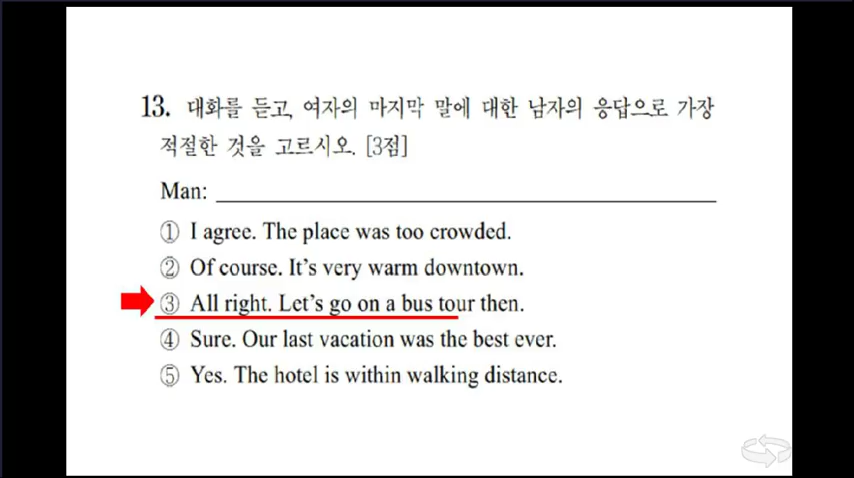 13. 대화를 듣고, 여자의 마지막 말에 대한 남자의 응답으로 가장
적절한 것을 고르시오. [3점]
Man:
① I agree. The place was too crowded.
② Of course. It's very warm downtown.
③ All right. Let's go on a bus tour then.
④ Sure. Our last vacation was the best ever.
⑤ Yes. The hotel is within walking distance.